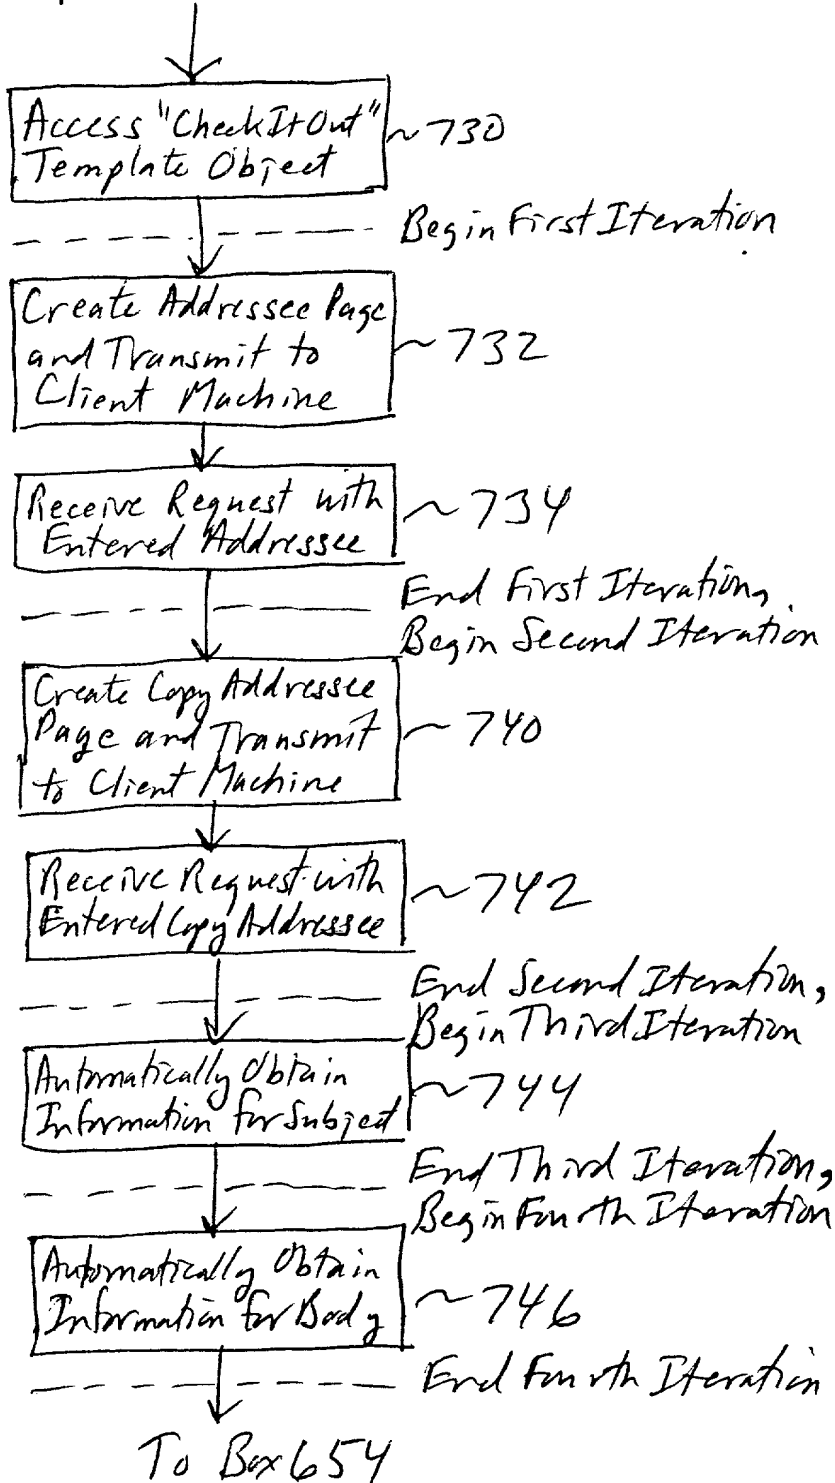 Access "CheckItOut"
Template Object
~730
Begin First Iteration
Create Addressee Page
and Transmit to
Client Machine
~732
Receive Request with
Entered Addressee
~734
End First Iteration,
Begin Second Iteration
Create Copy Addressee
Page and Transmit
to Client Machine
~740
Receive Request with
Entered Copy Addressee
~742
End Second Iteration,
Begin Third Iteration
Automatically Obtain
Information for Subject
~744
End Third Iteration,
Begin Fourth Iteration
Automatically Obtain
Information for Body
~746
End Fourth Iteration
To Box 654